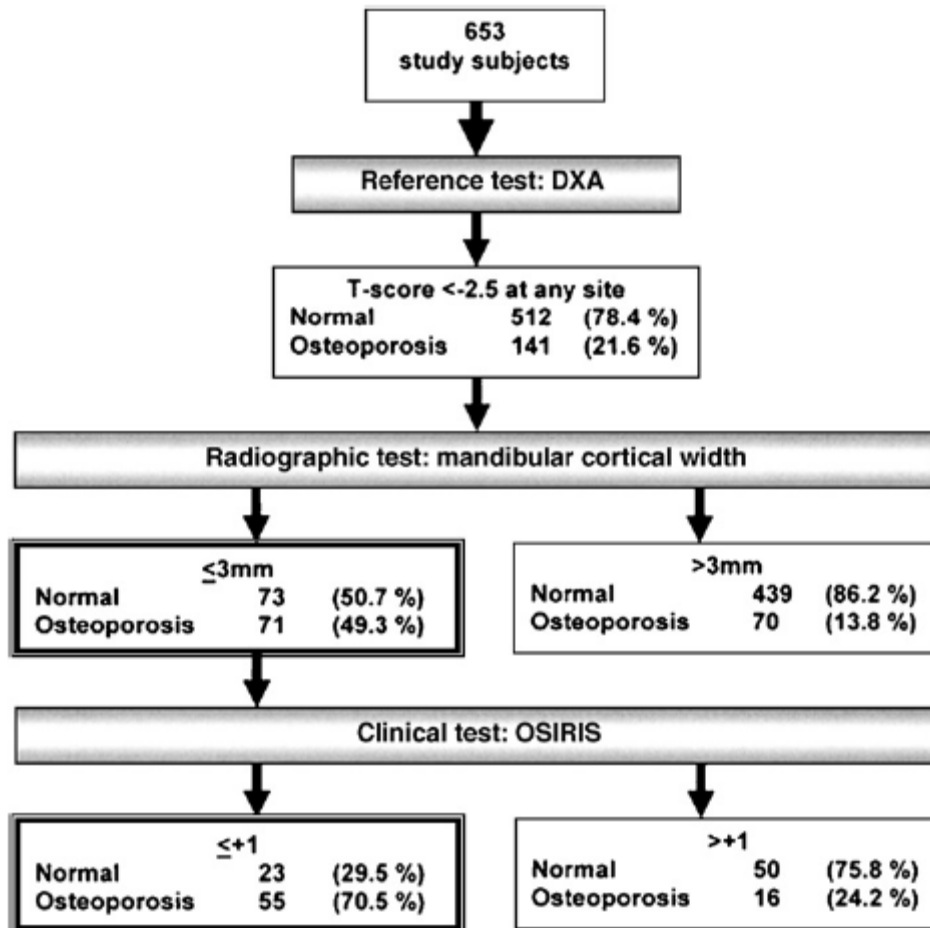 653
study subjects
Reference test: DXA
T-score <-2.5 at any site
Normal 512 (78.4 %)
Osteoporosis 141 (21.6 %)
Radiographic test: mandibular cortical width
≤3mm
Normal 73 (50.7 %)
Osteoporosis 71 (49.3 %)
>3mm
Normal 439 (86.2 %)
Osteoporosis 70 (13.8 %)
Clinical test: OSIRIS
≤+1
Normal 23 (29.5 %)
Osteoporosis 55 (70.5 %)
>+1
Normal 50 (75.8 %)
Osteoporosis 16 (24.2 %)